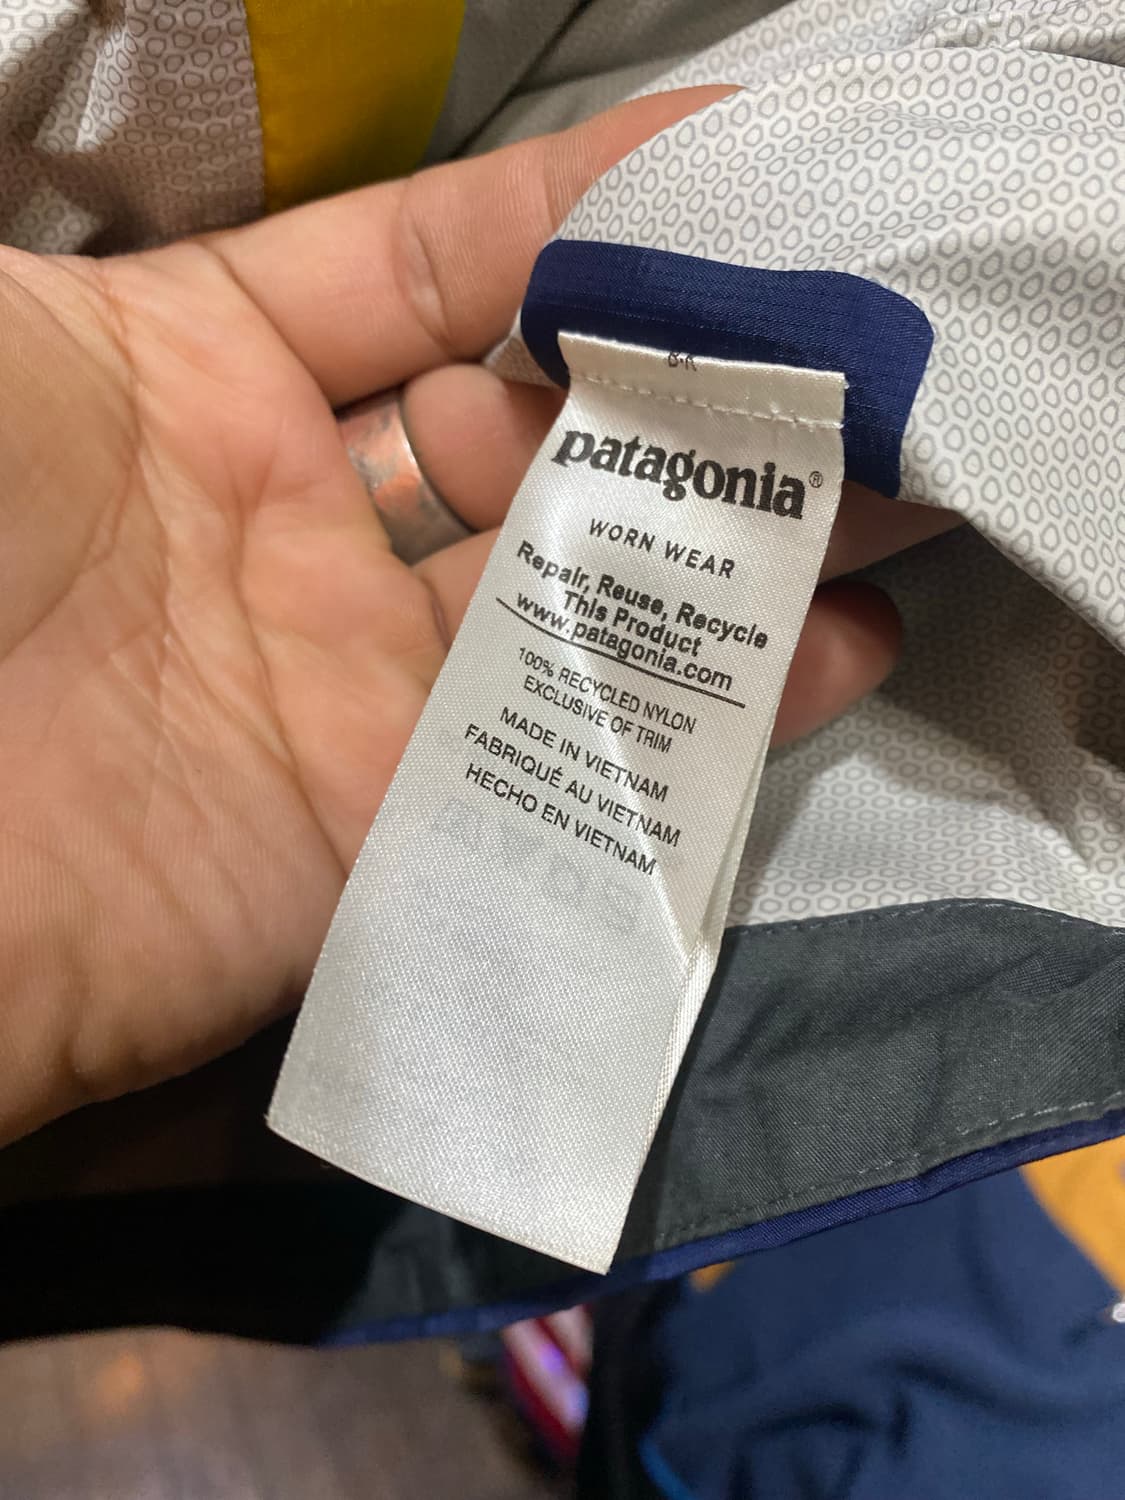 patagonia®
WORN WEAR
Repair, Reuse, Recycle
This Product
www.patagonia.com
100% RECYCLED NYLON
EXCLUSIVE OF TRIM
MADE IN VIETNAM
FABRIQUÉ AU VIETNAM
HECHO EN VIETNAM